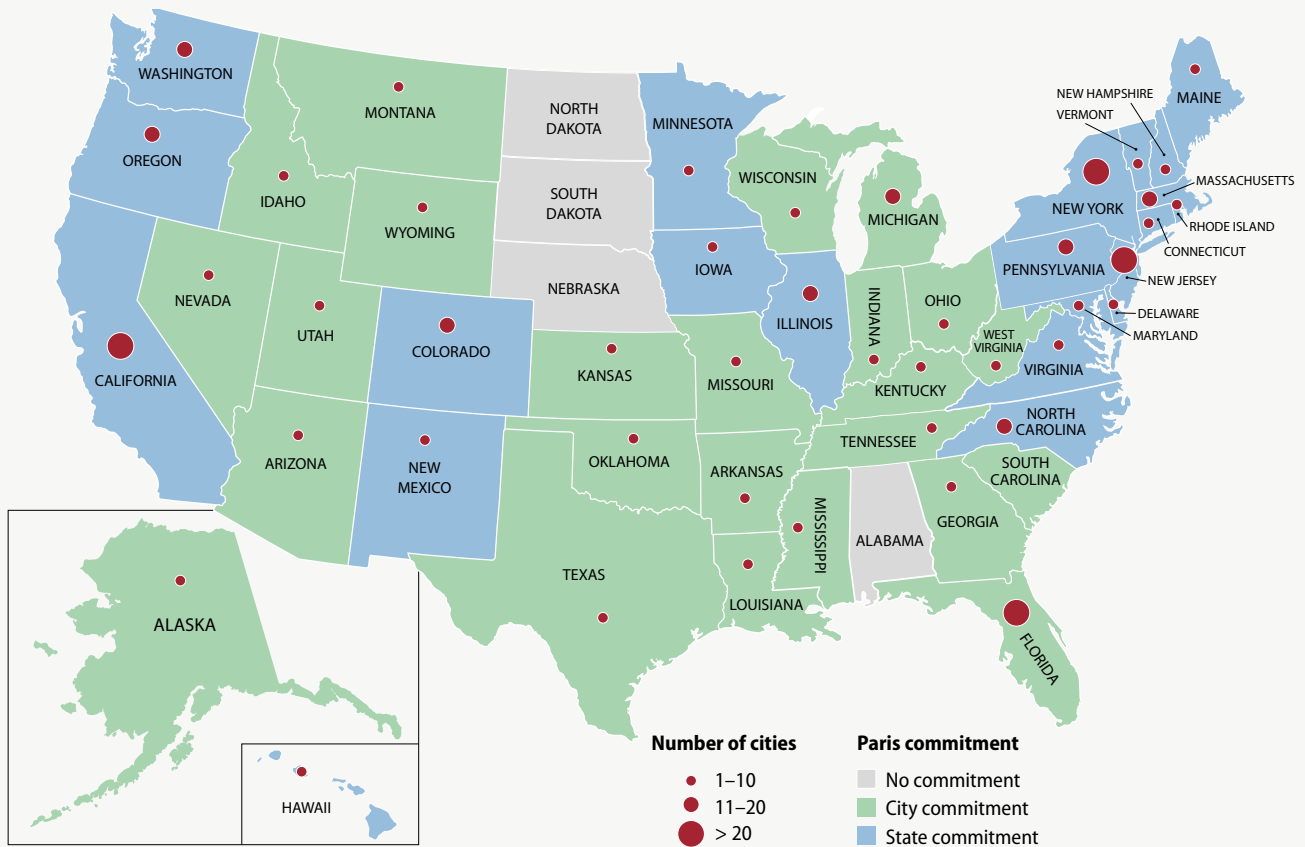 WASHINGTON
OREGON
CALIFORNIA
IDAHO
NEVADA
MONTANA
WYOMING
UTAH
ARIZONA
COLORADO
NEW
MEXICO
NORTH
DAKOTA
SOUTH
DAKOTA
NEBRASKA
KANSAS
OKLAHOMA
TEXAS
MINNESOTA
IOWA
MISSOURI
ARKANSAS
LOUISIANA
WISCONSIN
ILLINOIS
MICHIGAN
INDIANA
OHIO
KENTUCKY
TENNESSEE
MISSISSIPPI
ALABAMA
GEORGIA
FLORIDA
SOUTH
CAROLINA
NORTH
CAROLINA
WEST
VIRGINIA
VIRGINIA
PENNSYLVANIA
NEW YORK
NEW HAMPSHIRE
VERMONT
MAINE
MASSACHUSETTS
RHODE ISLAND
CONNECTICUT
NEW JERSEY
DELAWARE
MARYLAND
ALASKA
HAWAII
Number of cities
1–10
11–20
> 20
Paris commitment
No commitment
City commitment
State commitment